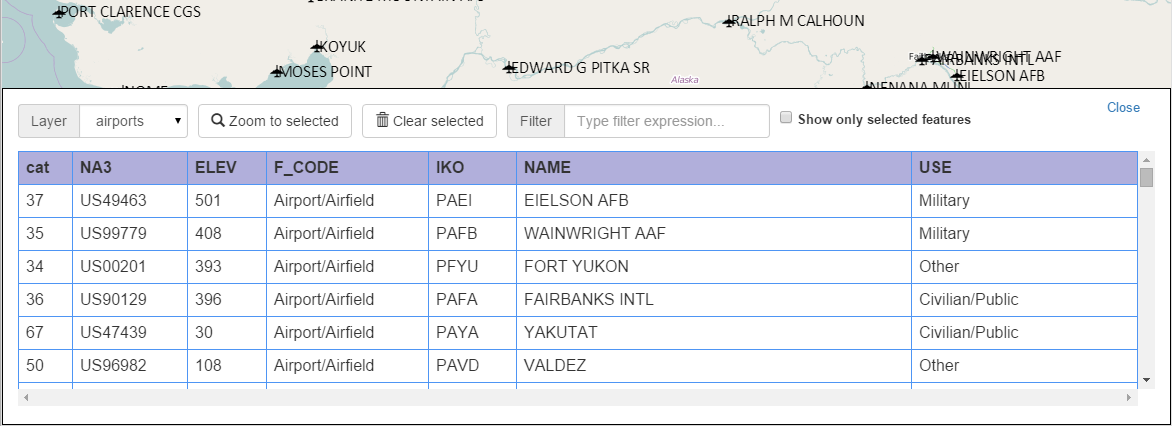 PORT CLARENCE CGS
RALPH M CALHOUN
KOYUK
MOSES POINT
EDWARD G PITKA SR
Alaska
WAINWRIGHT AAF
FAIRBANKS INTL
EIELSON AFB
NENANA MUNI
NOME
Layer airports Zoom to selected Clear selected Filter Type filter expression... Show only selected features Close
cat NA3 ELEV F_CODE IKO NAME USE
37 US49463 501 Airport/Airfield PAEI EIELSON AFB Military
35 US99779 408 Airport/Airfield PAFB WAINWRIGHT AAF Military
34 US00201 393 Airport/Airfield PFYU FORT YUKON Other
36 US90129 396 Airport/Airfield PAFA FAIRBANKS INTL Civilian/Public
67 US47439 30 Airport/Airfield PAYA YAKUTAT Civilian/Public
50 US96982 108 Airport/Airfield PAVD VALDEZ Other